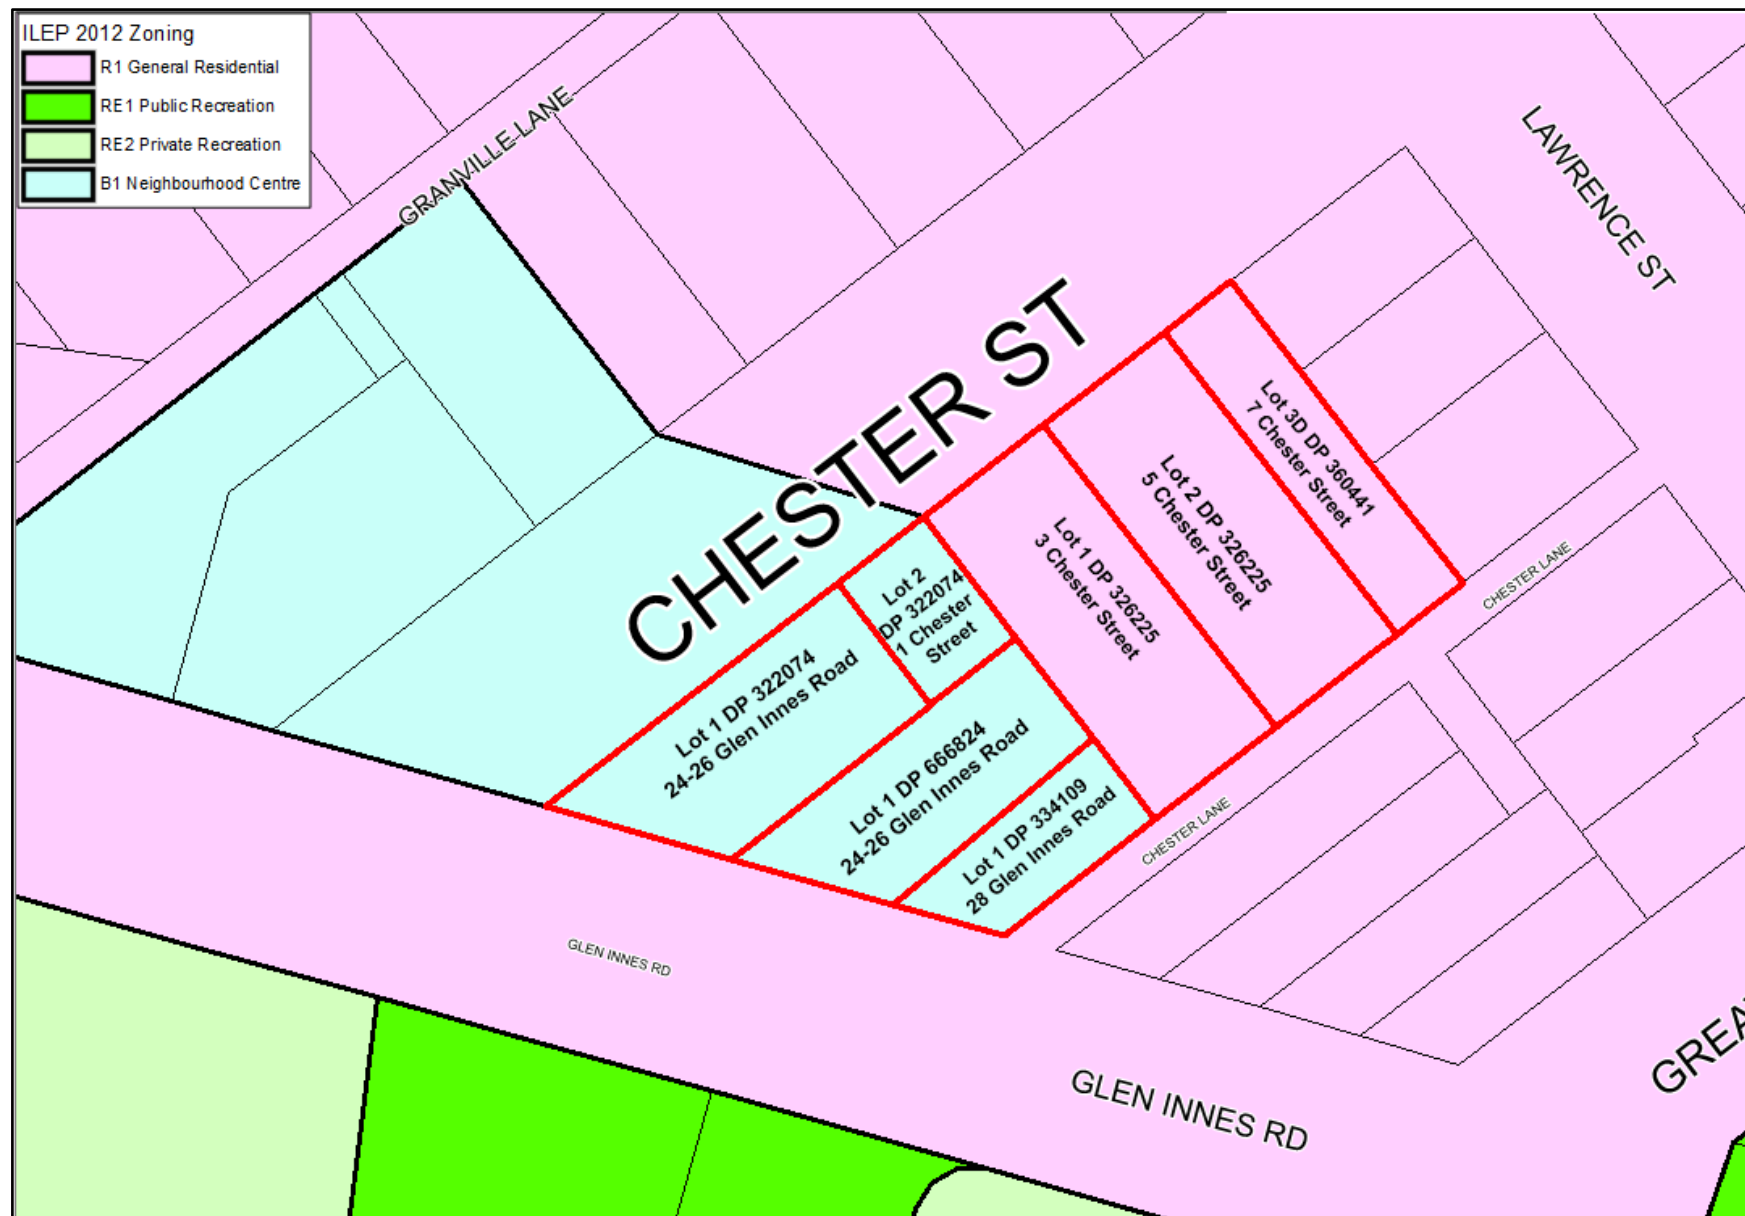 ILEP 2012 Zoning
R1 General Residential
RE1 Public Recreation
RE2 Private Recreation
B1 Neighbourhood Centre
GRANVILLE LANE
LAWRENCE ST
CHESTER ST
Lot 3D DP 360441
7 Chester Street
Lot 2 DP 326225
5 Chester Street
Lot 1 DP 326225
3 Chester Street
Lot 2
DP 322074
1 Chester
Street
CHESTER LANE
Lot 1 DP 322074
24-26 Glen Innes Road
Lot 1 DP 666824
24-26 Glen Innes Road
Lot 1 DP 334109
28 Glen Innes Road
CHESTER LANE
GLEN INNES RD
GLEN INNES RD